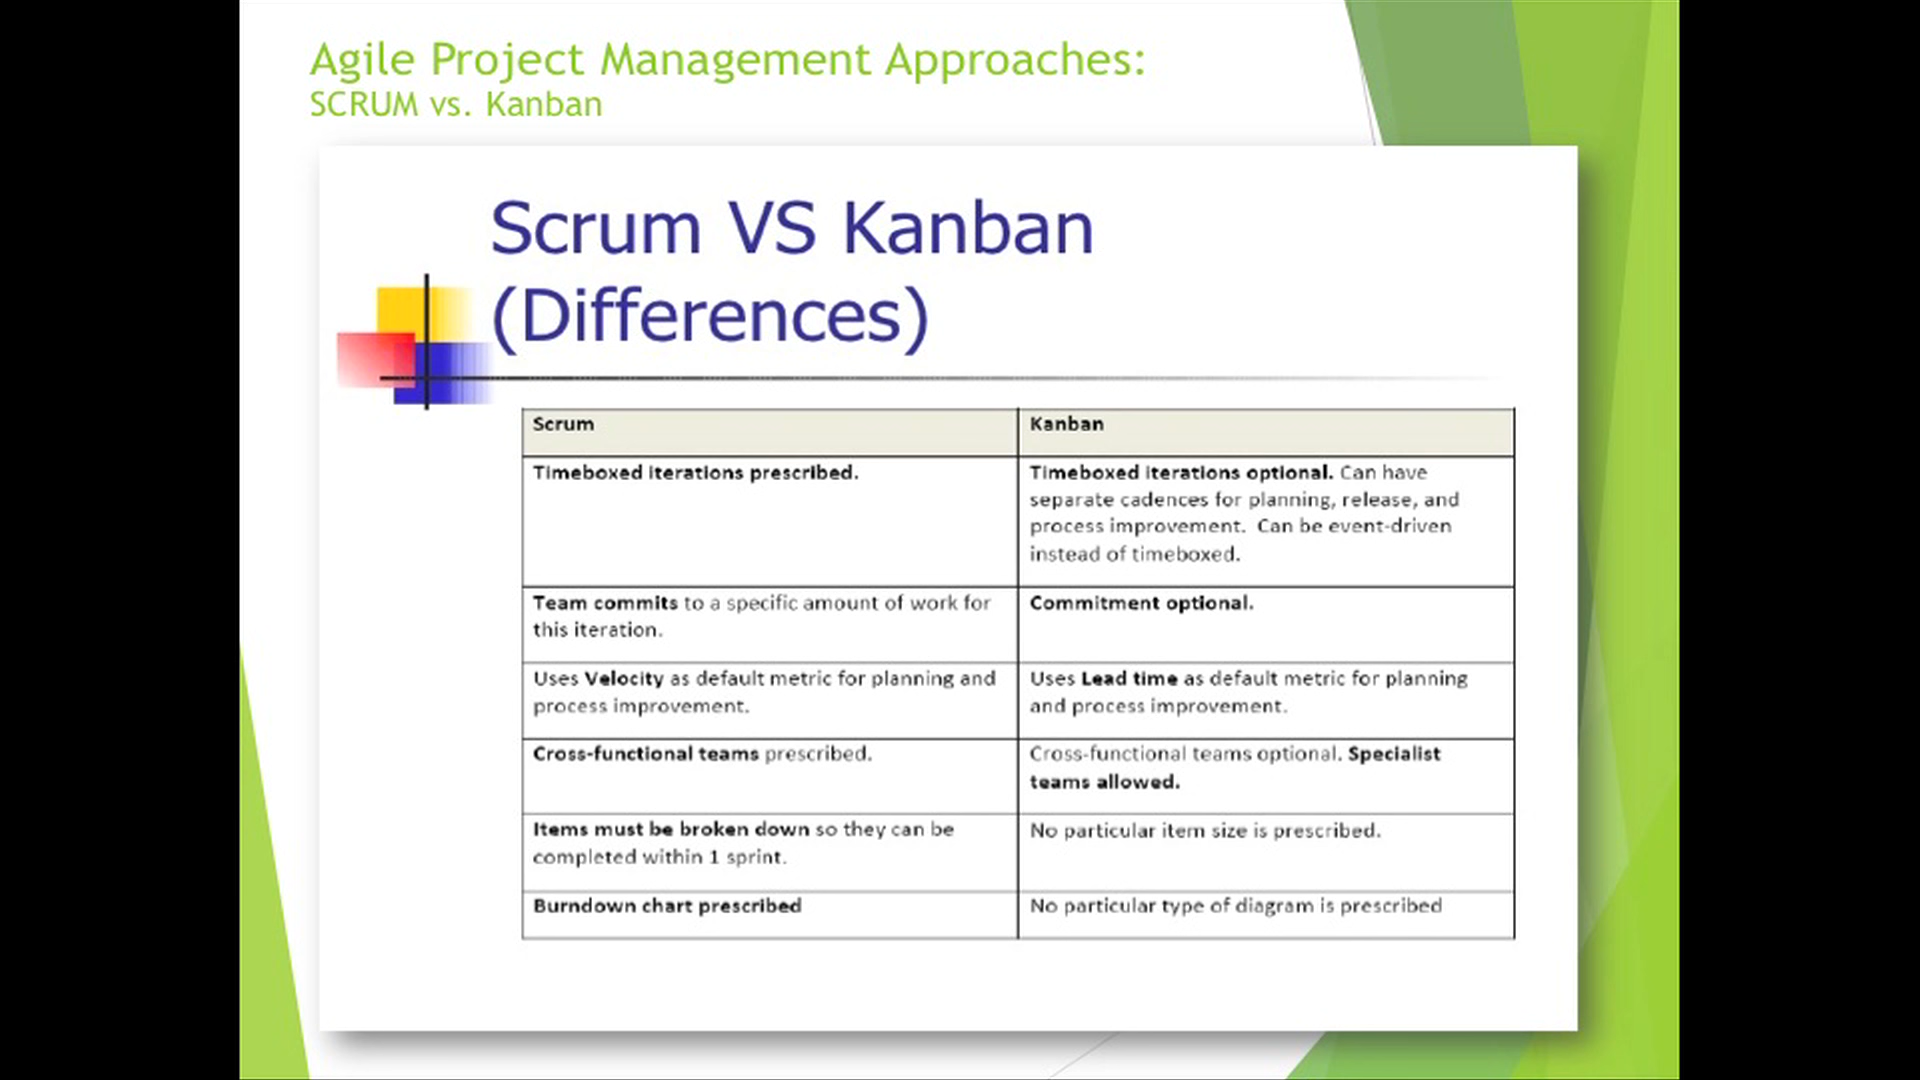 Agile Project Management Approaches:
SCRUM vs. Kanban
Scrum VS Kanban
(Differences)
Scrum
Kanban
Timeboxed iterations prescribed.
Timeboxed iterations optional. Can have
separate cadences for planning, release, and
process improvement. Can be event-driven
instead of timeboxed.
Team commits to a specific amount of work for
this iteration.
Commitment optional.
Uses Velocity as default metric for planning and
process improvement.
Uses Lead time as default metric for planning
and process improvement.
Cross-functional teams prescribed.
Cross-functional teams optional. Specialist
teams allowed.
Items must be broken down so they can be
completed within 1 sprint.
No particular item size is prescribed.
Burndown chart prescribed
No particular type of diagram is prescribed